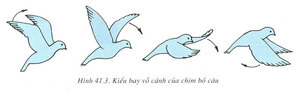 Hình 41.3. Kiểu bay vỗ cánh của chim bồ câu